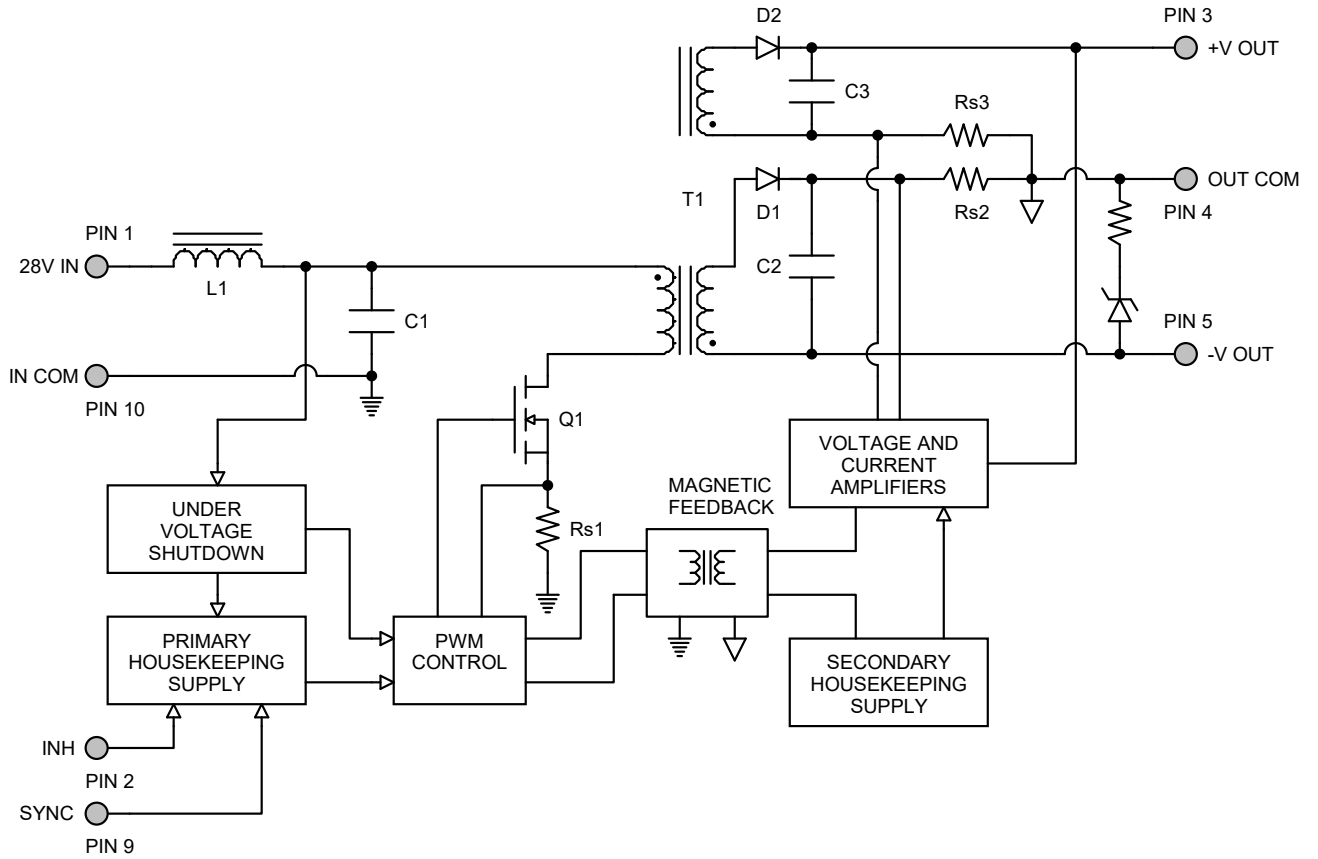 D2
PIN 3
+V OUT
C3
Rs3
T1
D1
Rs2
OUT COM
PIN 4
PIN 1
28V IN
L1
C2
C1
PIN 5
-V OUT
IN COM
PIN 10
Q1
VOLTAGE AND
CURRENT
AMPLIFIERS
MAGNETIC
FEEDBACK
UNDER
VOLTAGE
SHUTDOWN
Rs1
PRIMARY
HOUSEKEEPING
SUPPLY
PWM
CONTROL
SECONDARY
HOUSEKEEPING
SUPPLY
INH
PIN 2
SYNC
PIN 9